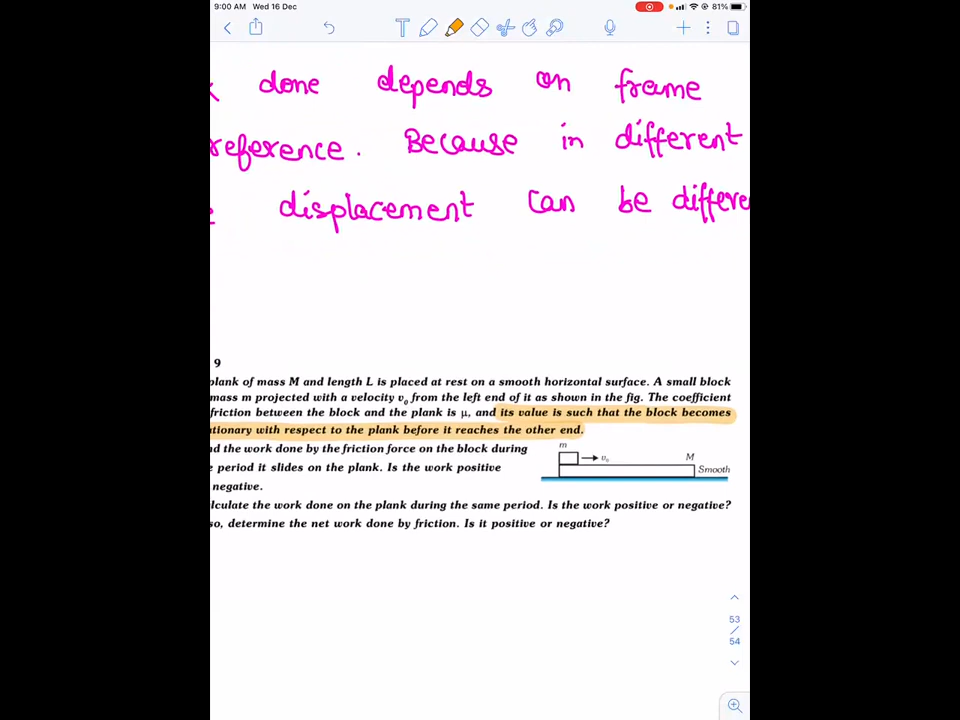 9:00 AM Wed 16 Dec 81%
done depends on frame
reference. Because in different
displacement can be differe
9
plank of mass M and length L is placed at rest on a smooth horizontal surface. A small block
mass m projected with a velocity v₀ from the left end of it as shown in the fig. The coefficient
friction between the block and the plank is μ, and its value is such that the block becomes
ationary with respect to the plank before it reaches the other end.
nd the work done by the friction force on the block during
e period it slides on the plank. Is the work positive
negative.
m
v₀
M
Smooth
lculate the work done on the plank during the same period. Is the work positive or negative?
so, determine the net work done by friction. Is it positive or negative?
53
/
54